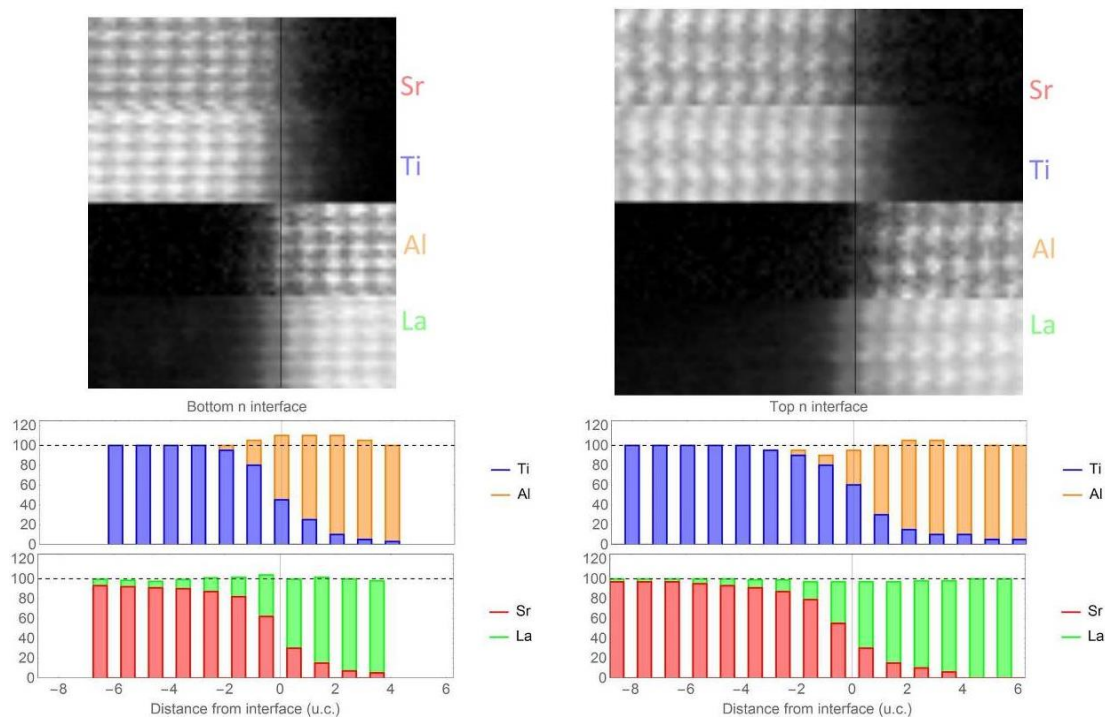 Sr
Ti
Al
La
Bottom n interface
120
100
80
60
40
20
0
Ti
Al
120
100
80
60
40
20
0
−8 −6 −4 −2 0 2 4 6
Distance from interface (u.c.)
Sr
La
Sr
Ti
Al
La
Top n interface
120
100
80
60
40
20
0
Ti
Al
120
100
80
60
40
20
0
−8 −6 −4 −2 0 2 4 6
Distance from interface (u.c.)
Sr
La